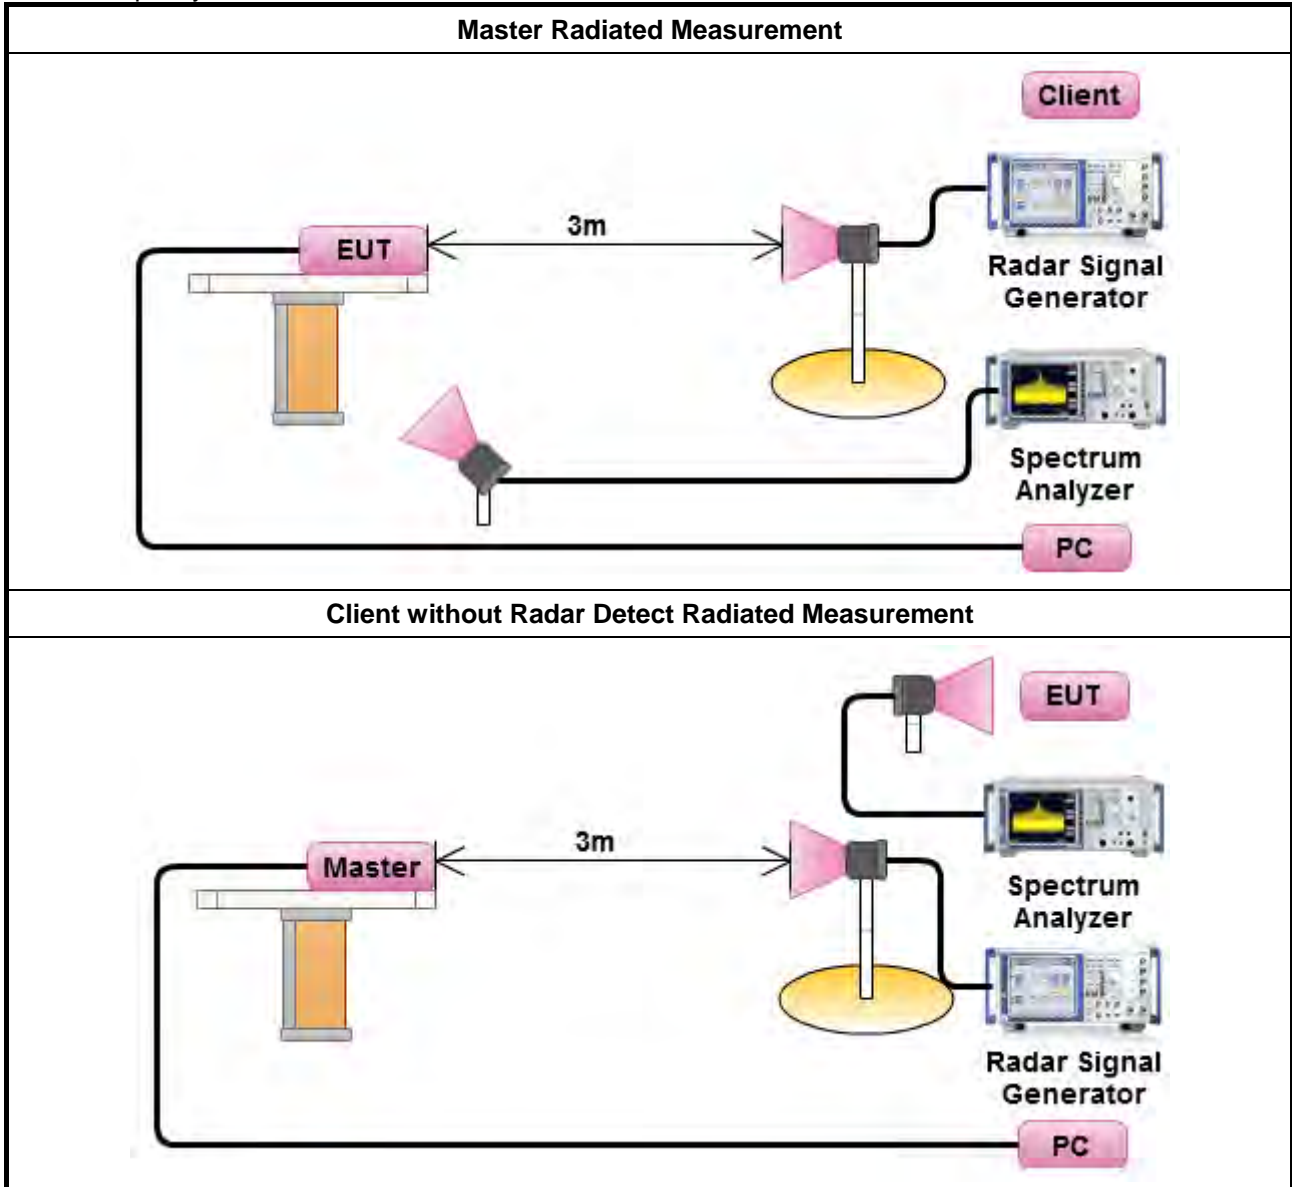 Master Radiated Measurement
Client
3m
EUT
Radar Signal
Generator
Spectrum
Analyzer
PC
Client without Radar Detect Radiated Measurement
EUT
3m
Master
Spectrum
Analyzer
Radar Signal
Generator
PC